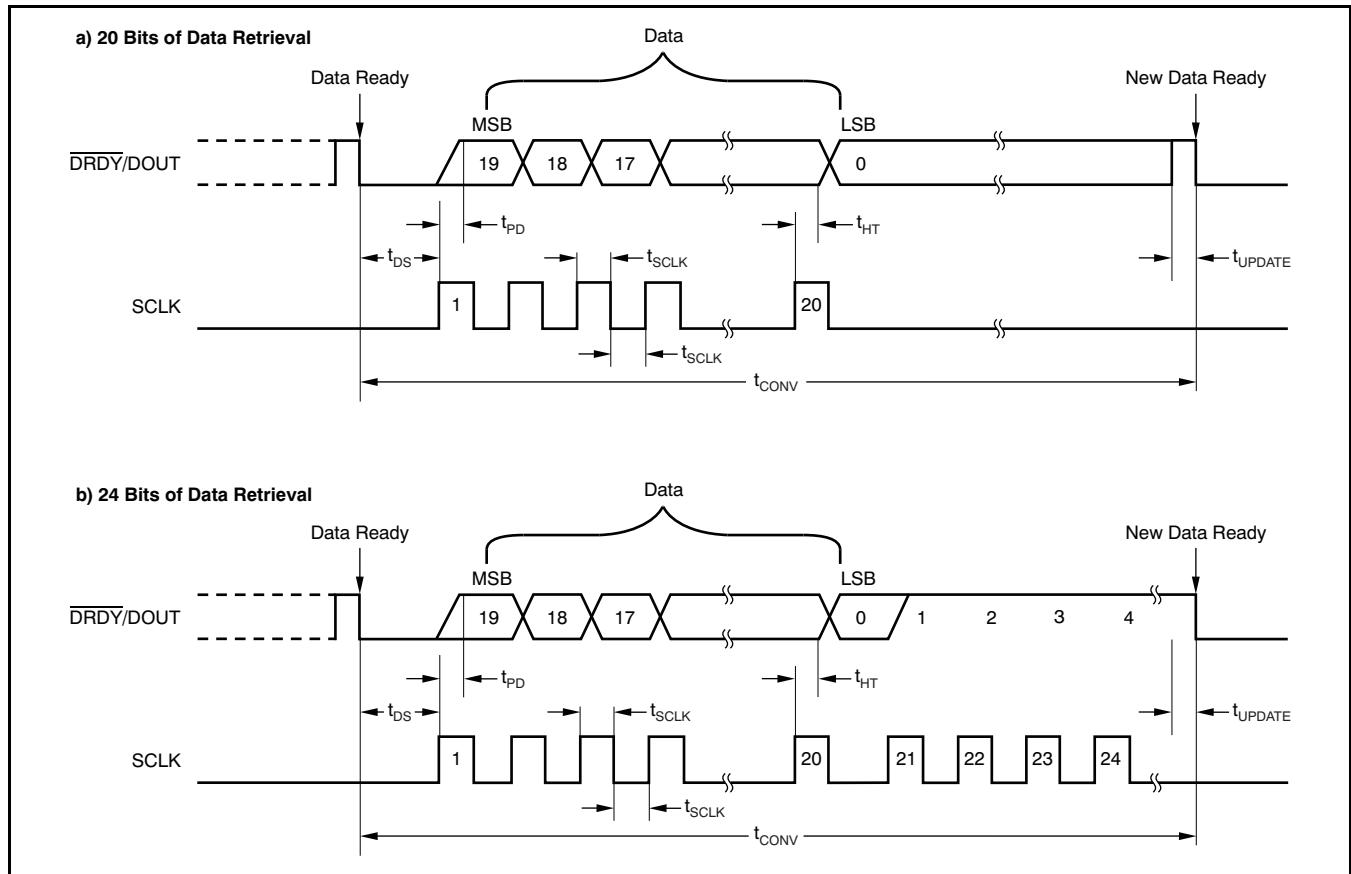 a) 20 Bits of Data Retrieval
Data
Data Ready
New Data Ready
MSB
LSB
DRDY/DOUT
19
18
17
0
tPD
tHT
tDS
tSCLK
tUPDATE
SCLK
1
20
tSCLK
tCONV
b) 24 Bits of Data Retrieval
Data
Data Ready
New Data Ready
MSB
LSB
DRDY/DOUT
19
18
17
0
1
2
3
4
tPD
tHT
tDS
tSCLK
tUPDATE
SCLK
1
20
21
22
23
24
tSCLK
tCONV